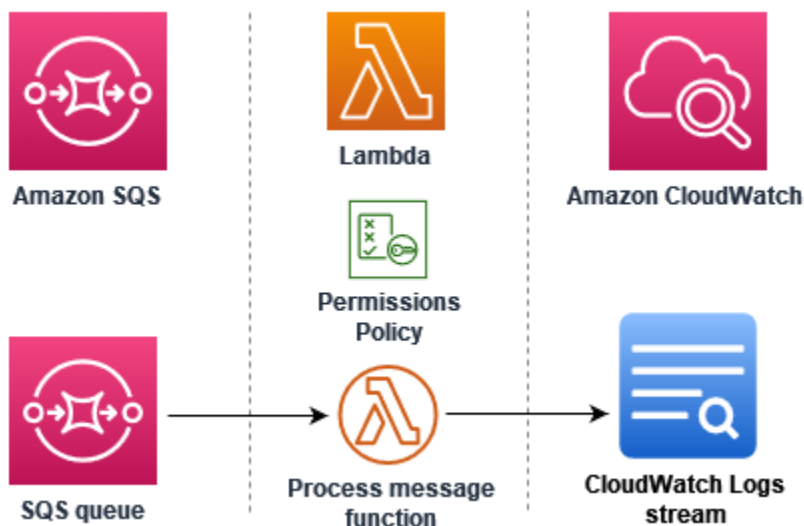 Amazon SQS
Lambda
Amazon CloudWatch
Permissions
Policy
SQS queue
Process message
function
CloudWatch Logs
stream